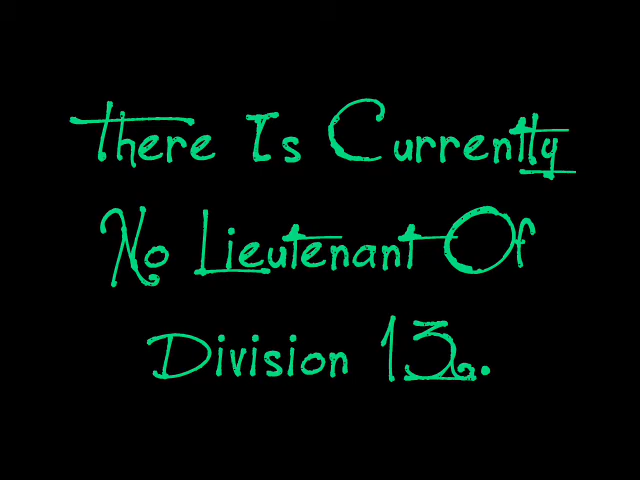 There Is Currently
No Lieutenant Of
Division 13.